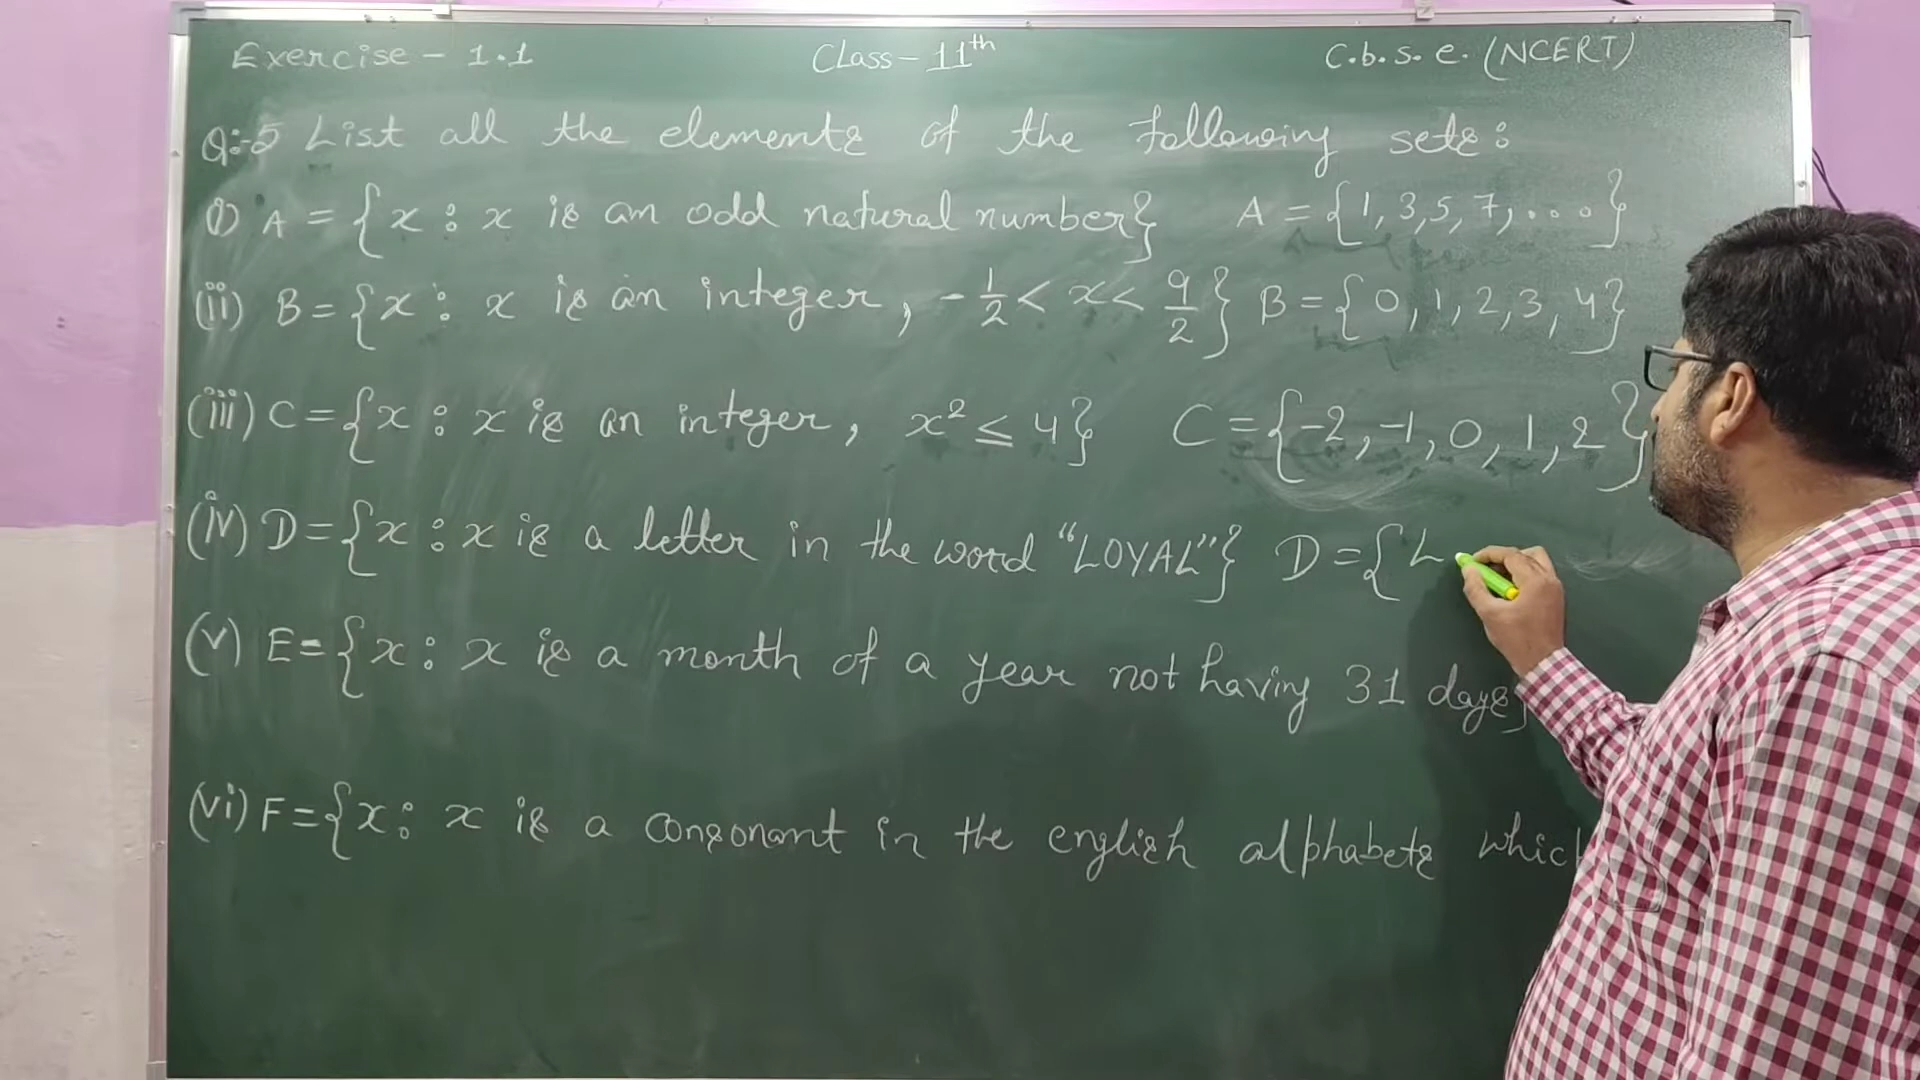 Exercise - 1.1 Class - 11th C.b.s.e. (NCERT)
Q:-5 List all the elements of the following sets:
(i) A = {x : x is an odd natural number} A = {1, 3, 5, 7, ...}
(ii) B = {x : x is an integer, -1/2 < x < 9/2} B = {0, 1, 2, 3, 4}
(iii) C = {x : x is an integer, x² ≤ 4} C = {-2, -1, 0, 1, 2}
(iv) D = {x : x is a letter in the word "LOYAL"} D = {L
(v) E = {x : x is a month of a year not having 31 days}
(vi) F = {x : x is a consonant in the english alphabets which